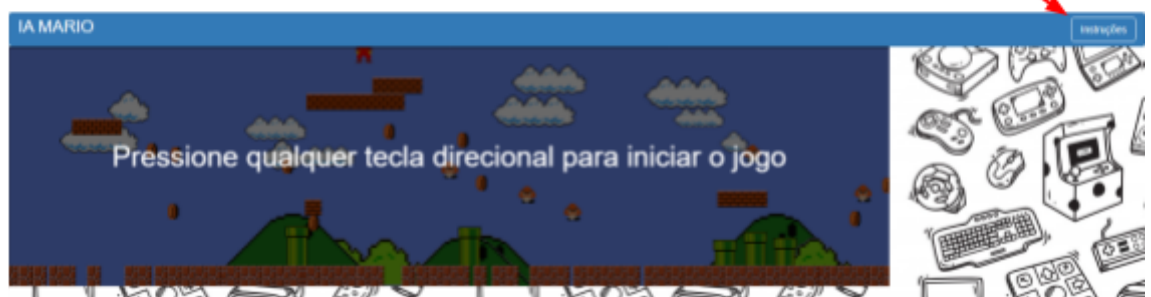 IA MARIO
Instruções
Pressione qualquer tecla direcional para iniciar o jogo